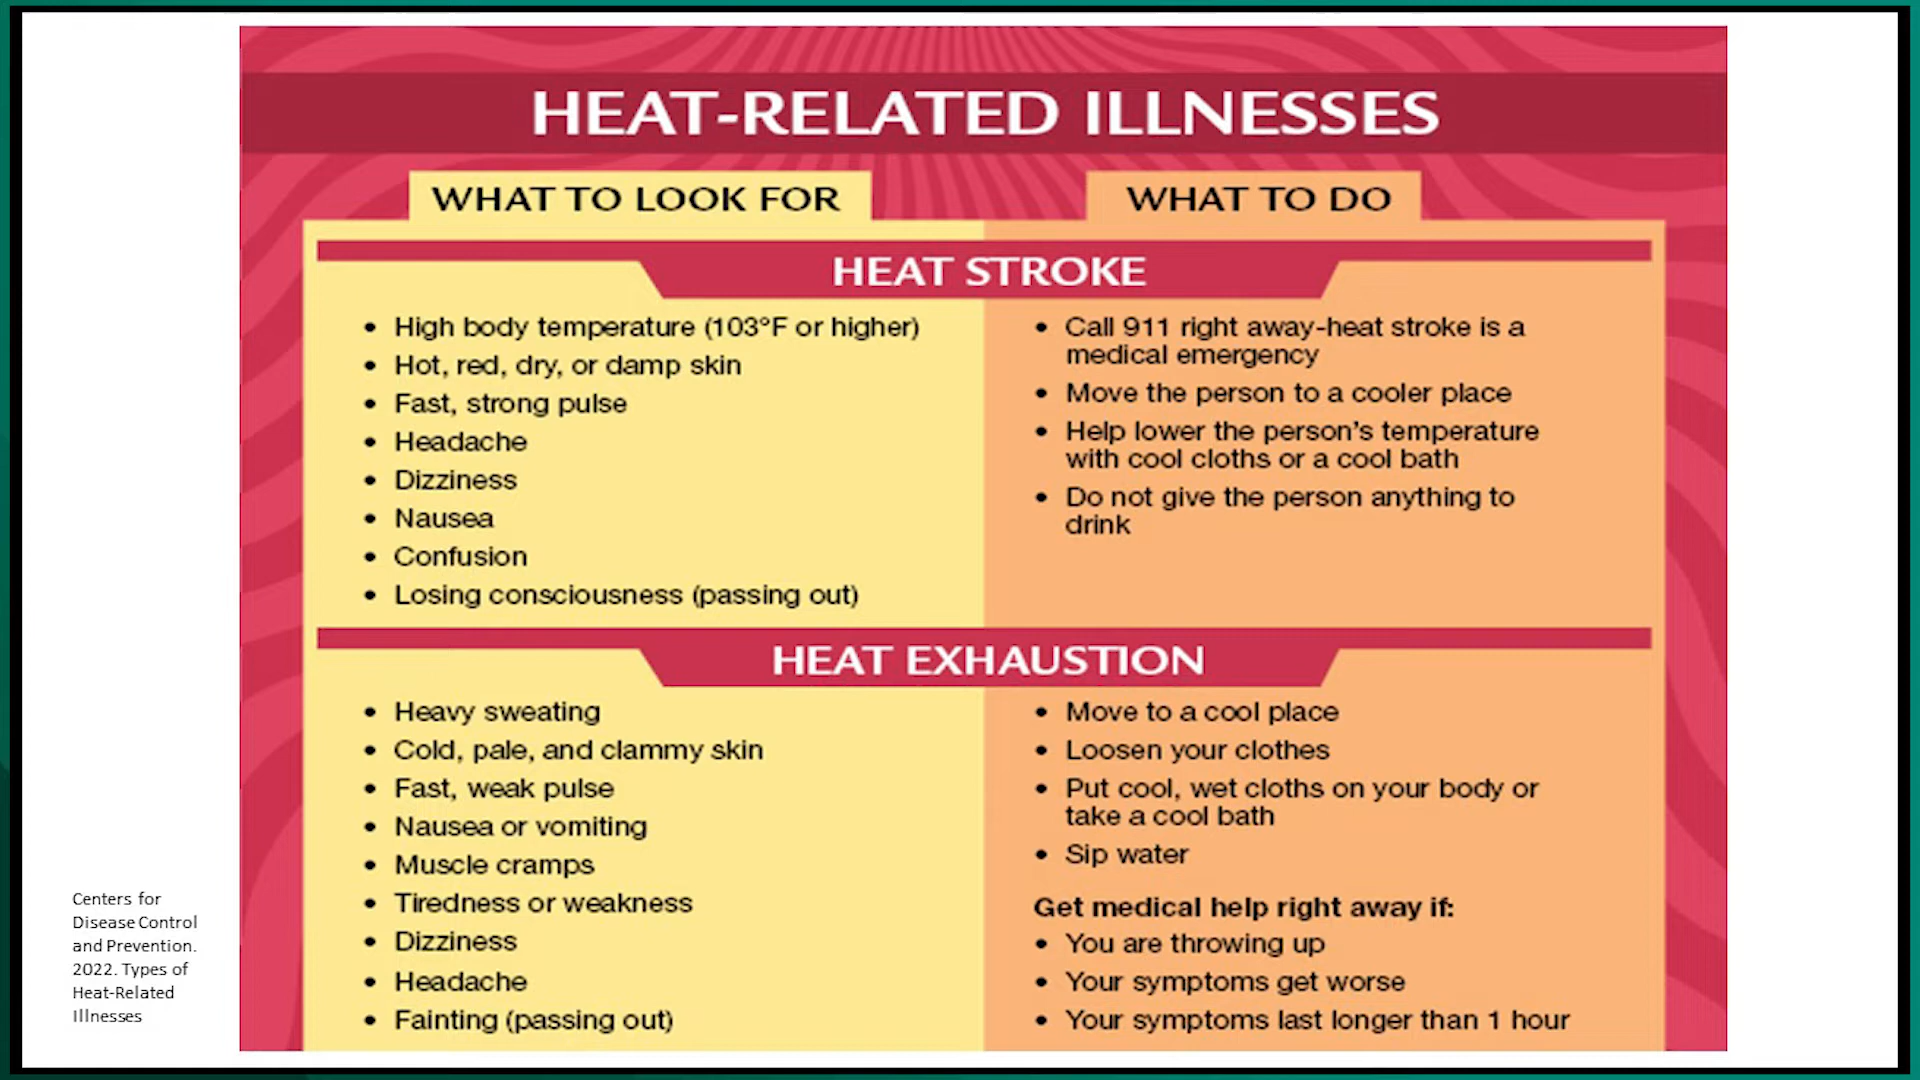 HEAT-RELATED ILLNESSES
WHAT TO LOOK FOR
WHAT TO DO
HEAT STROKE
• High body temperature (103°F or higher)
• Hot, red, dry, or damp skin
• Fast, strong pulse
• Headache
• Dizziness
• Nausea
• Confusion
• Losing consciousness (passing out)
• Call 911 right away-heat stroke is a
medical emergency
• Move the person to a cooler place
• Help lower the person's temperature
with cool cloths or a cool bath
• Do not give the person anything to
drink
HEAT EXHAUSTION
• Heavy sweating
• Cold, pale, and clammy skin
• Fast, weak pulse
• Nausea or vomiting
• Muscle cramps
• Tiredness or weakness
• Dizziness
• Headache
• Fainting (passing out)
• Move to a cool place
• Loosen your clothes
• Put cool, wet cloths on your body or
take a cool bath
• Sip water
Get medical help right away if:
• You are throwing up
• Your symptoms get worse
• Your symptoms last longer than 1 hour
Centers for
Disease Control
and Prevention.
2022. Types of
Heat-Related
Illnesses